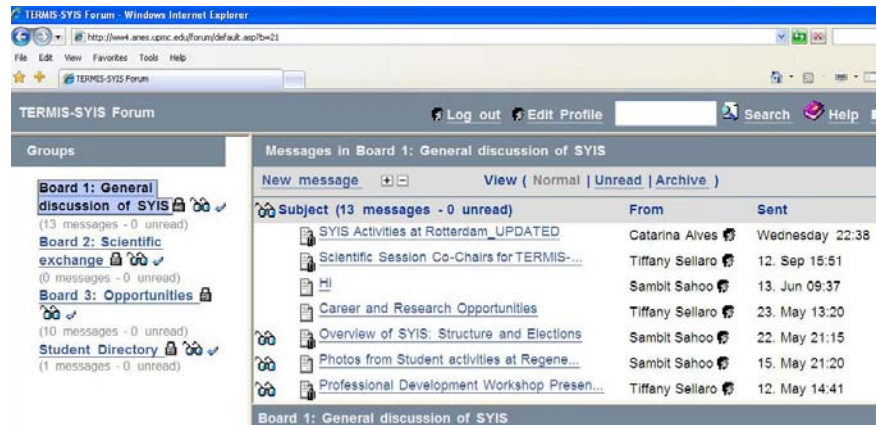 TERMIS-SYIS Forum - Windows Internet Explorer
http://www4.anes.upmc.edu/forum/default.asp?b=21
File Edit View Favorites Tools Help
TERMIS-SYIS Forum
TERMIS-SYIS Forum Log out Edit Profile Search Help
Groups
Board 1: General
discussion of SYIS
(13 messages - 0 unread)
Board 2: Scientific
exchange
(0 messages - 0 unread)
Board 3: Opportunities
(10 messages - 0 unread)
Student Directory
(1 messages - 0 unread)
Messages in Board 1: General discussion of SYIS
New message View ( Normal | Unread | Archive )
Subject (13 messages - 0 unread) From Sent
SYIS Activities at Rotterdam_UPDATED Catarina Alves Wednesday 22:38
Scientific Session Co-Chairs for TERMIS-... Tiffany Sellaro 12. Sep 15:51
Hi Sambit Sahoo 13. Jun 09:37
Career and Research Opportunities Tiffany Sellaro 23. May 13:20
Overview of SYIS: Structure and Elections Sambit Sahoo 22. May 21:15
Photos from Student activities at Regene... Sambit Sahoo 15. May 21:20
Professional Development Workshop Presen... Tiffany Sellaro 12. May 14:41
Board 1: General discussion of SYIS